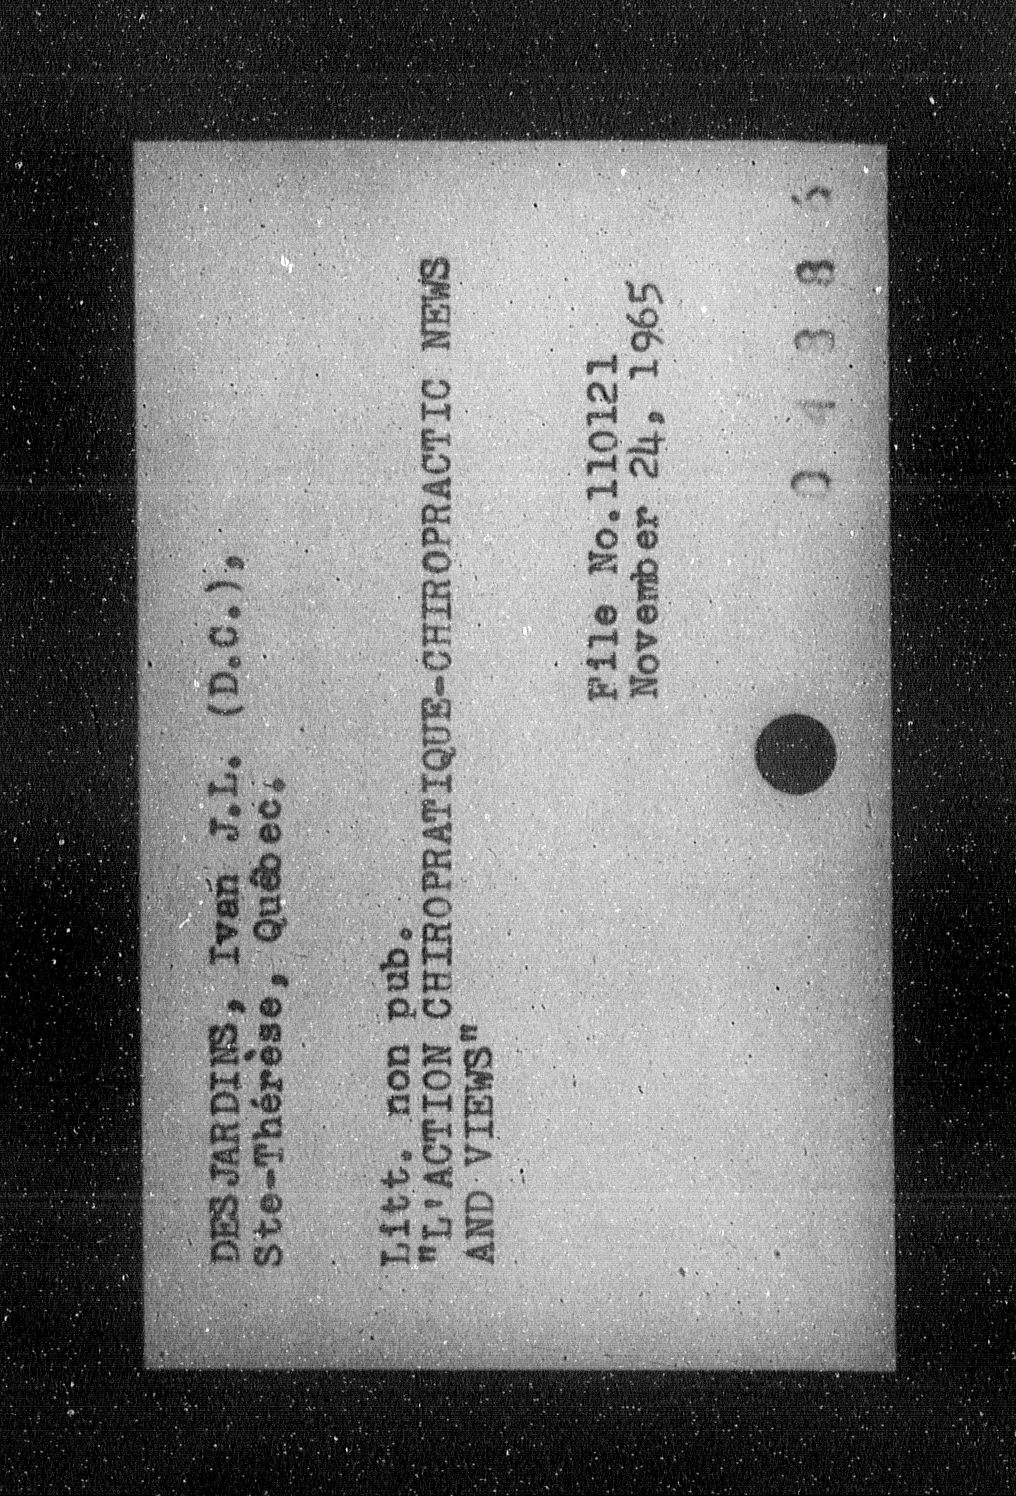 DESJARDINS, Ivan J.L. (D.C.),
Ste-Thérèse, Québec.
Litt. non pub.
"L'ACTION CHIROPRATIQUE-CHIROPRACTIC NEWS
AND VIEWS"
File No.110121
November 24, 1965